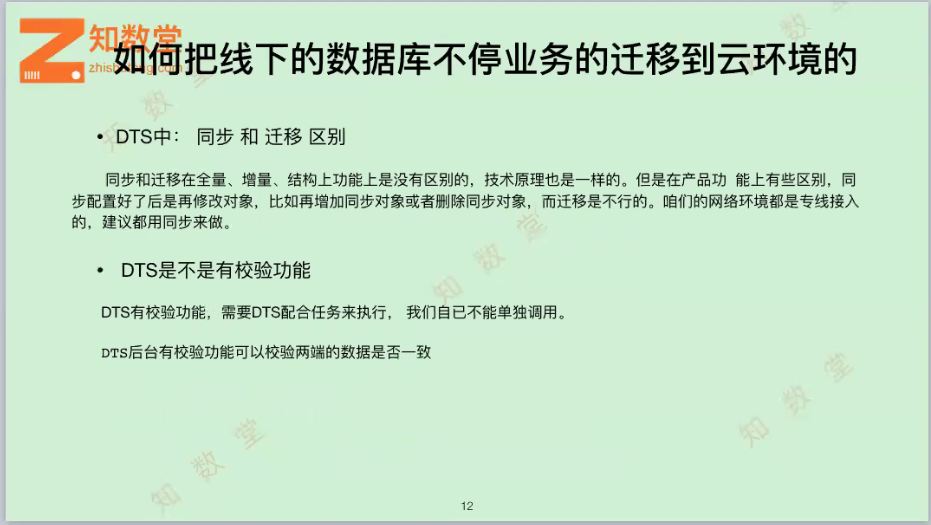 知数堂
zhishutang.com
如何把线下的数据库不停业务的迁移到云环境的
• DTS中： 同步 和 迁移 区别
同步和迁移在全量、增量、结构上功能上是没有区别的，技术原理也是一样的。但是在产品功 能上有些区别，同
步配置好了后是再修改对象，比如再增加同步对象或者删除同步对象，而迁移是不行的。咱们的网络环境都是专线接入
的，建议都用同步来做。
• DTS是不是有校验功能
DTS有校验功能，需要DTS配合任务来执行， 我们自已不能单独调用。
DTS后台有校验功能可以校验两端的数据是否一致
知 数 堂
知 数 堂
知 数 堂
知 数 堂
12